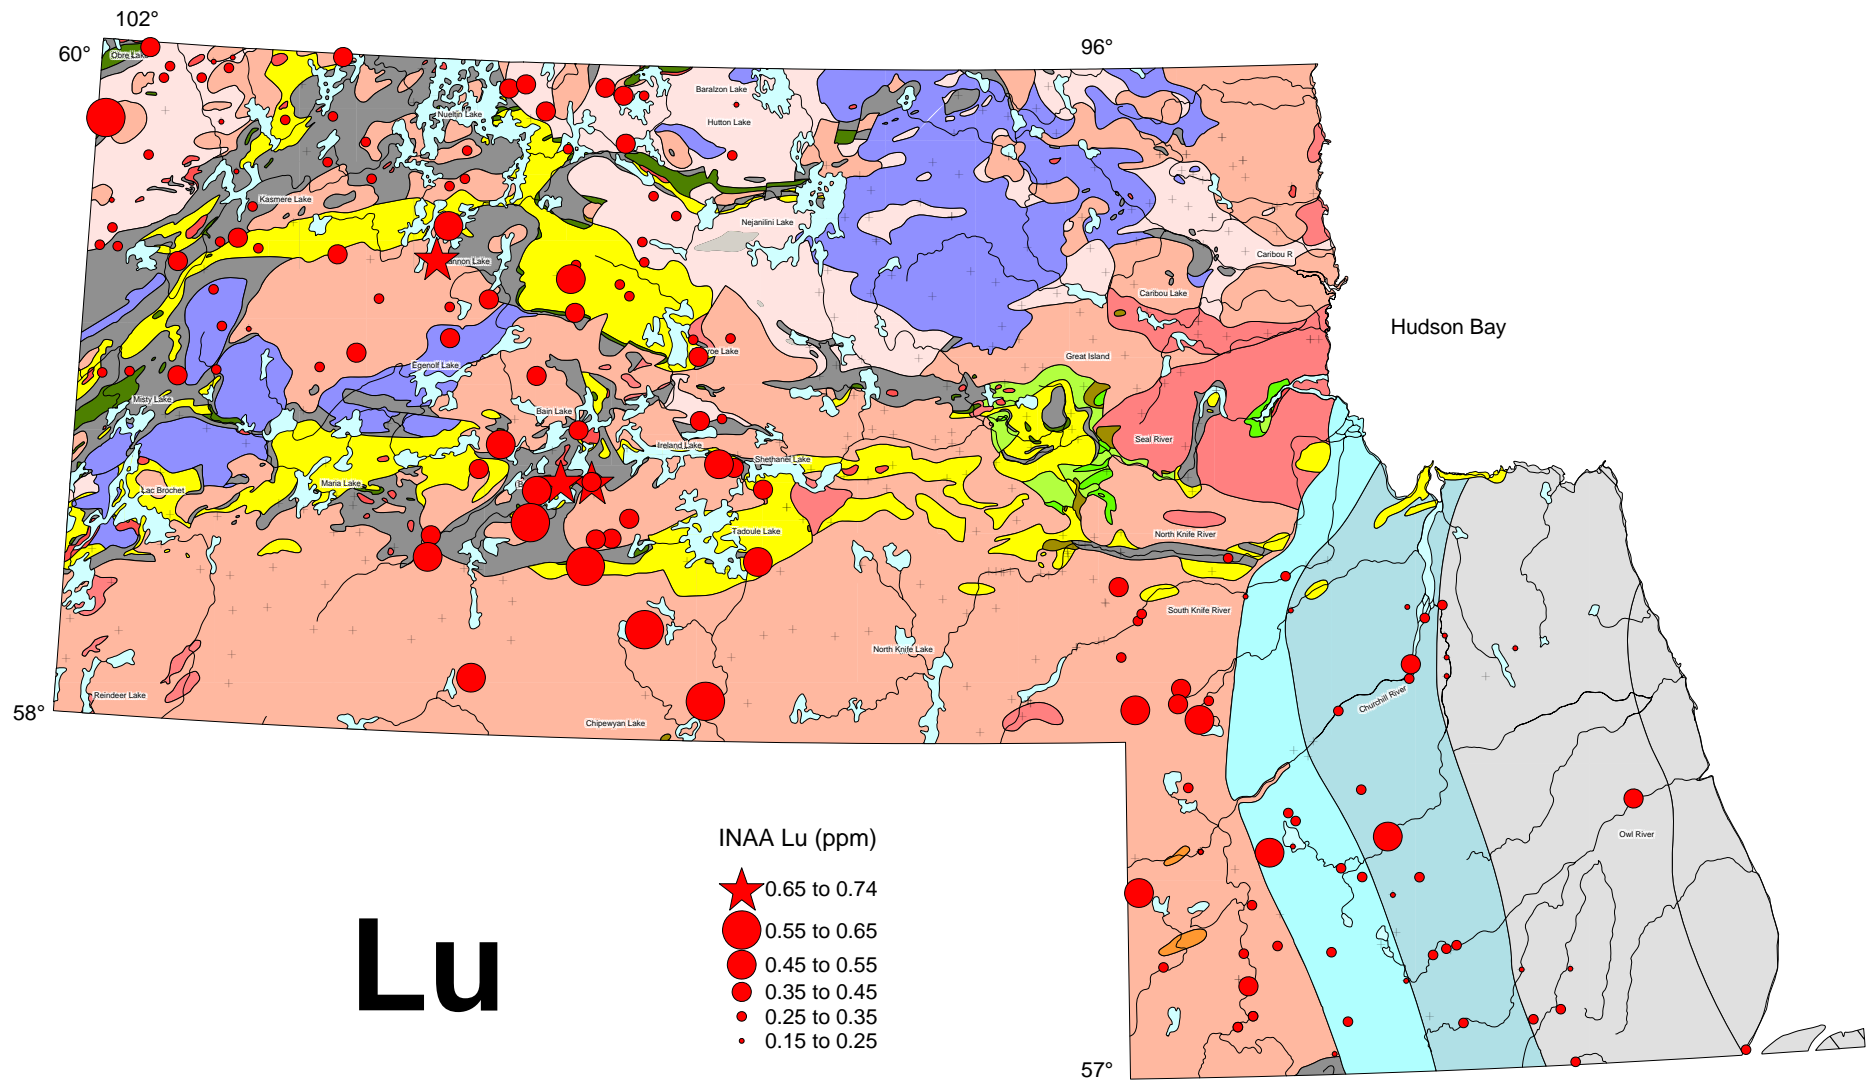 102°
60°
96°
Obre Lake
Baralzon Lake
Nueltin Lake
Hutton Lake
Kasmere Lake
Nejanilini Lake
Caribou R
Caribou Lake
Hudson Bay
Great Island
Egenolf Lake
Misty Lake
Bain Lake
Seal River
Ireland Lake
Shethanei Lake
Maria Lake
Lac Brochet
Tadoule Lake
North Knife River
South Knife River
North Knife Lake
Reindeer Lake
Churchill River
58°
Chipewyan Lake
INAA Lu (ppm)
Owl River
0.65 to 0.74
0.55 to 0.65
Lu
0.45 to 0.55
0.35 to 0.45
0.25 to 0.35
0.15 to 0.25
57°